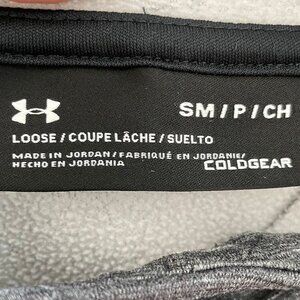 SM / P / CH
LOOSE / COUPE LÂCHE / SUELTO
MADE IN JORDAN / FABRIQUÉ EN JORDANIE/
HECHO EN JORDANIA
COLDGEAR